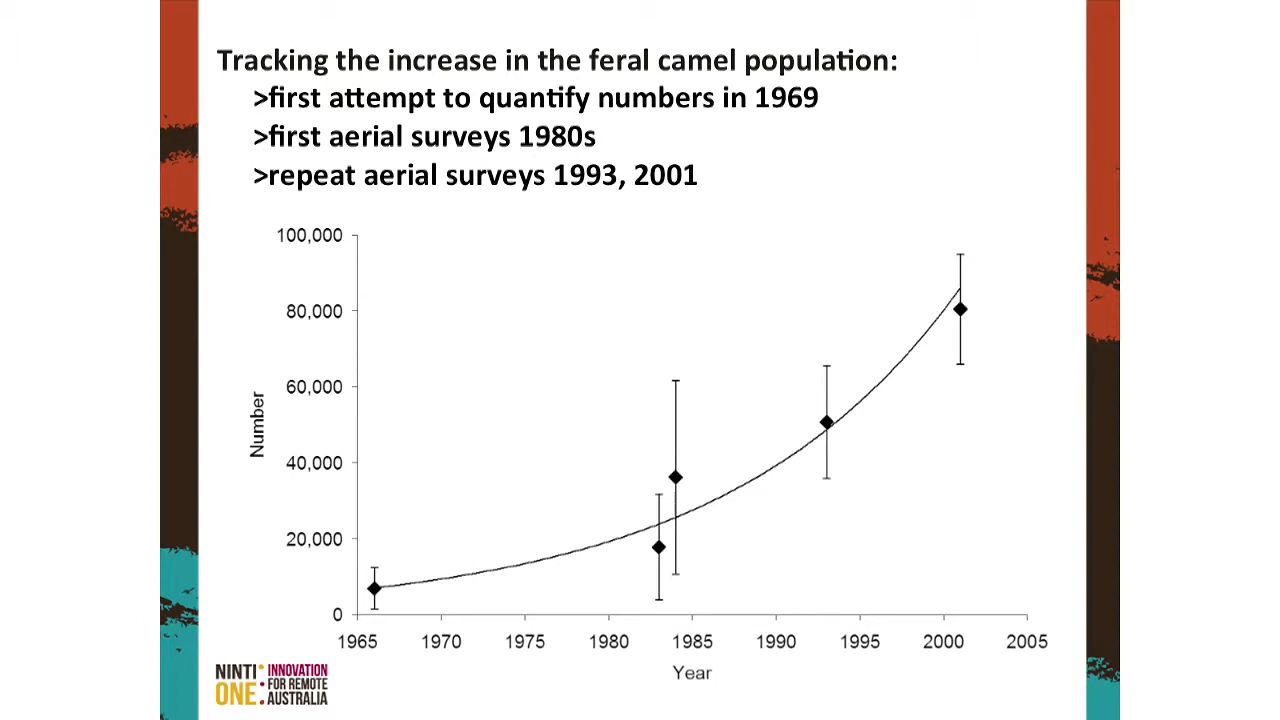 Tracking the increase in the feral camel population:
>first attempt to quantify numbers in 1969
>first aerial surveys 1980s
>repeat aerial surveys 1993, 2001
100,000
80,000
60,000
40,000
20,000
0
Number
1965 1970 1975 1980 1985 1990 1995 2000 2005
Year
NINTI ONE
INNOVATION
FOR REMOTE
AUSTRALIA